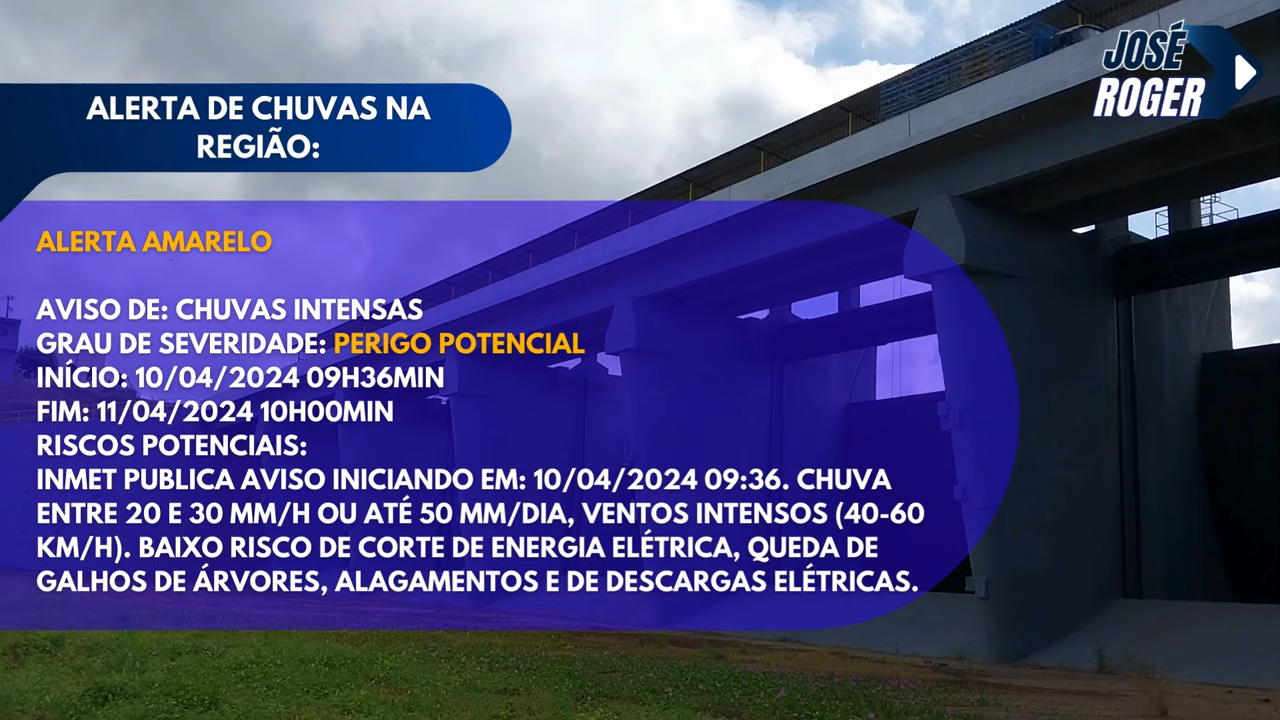 JOSÉ
ROGER
ALERTA DE CHUVAS NA
REGIÃO:
ALERTA AMARELO
AVISO DE: CHUVAS INTENSAS
GRAU DE SEVERIDADE: PERIGO POTENCIAL
INÍCIO: 10/04/2024 09H36MIN
FIM: 11/04/2024 10H00MIN
RISCOS POTENCIAIS:
INMET PUBLICA AVISO INICIANDO EM: 10/04/2024 09:36. CHUVA
ENTRE 20 E 30 MM/H OU ATÉ 50 MM/DIA, VENTOS INTENSOS (40-60
KM/H). BAIXO RISCO DE CORTE DE ENERGIA ELÉTRICA, QUEDA DE
GALHOS DE ÁRVORES, ALAGAMENTOS E DE DESCARGAS ELÉTRICAS.